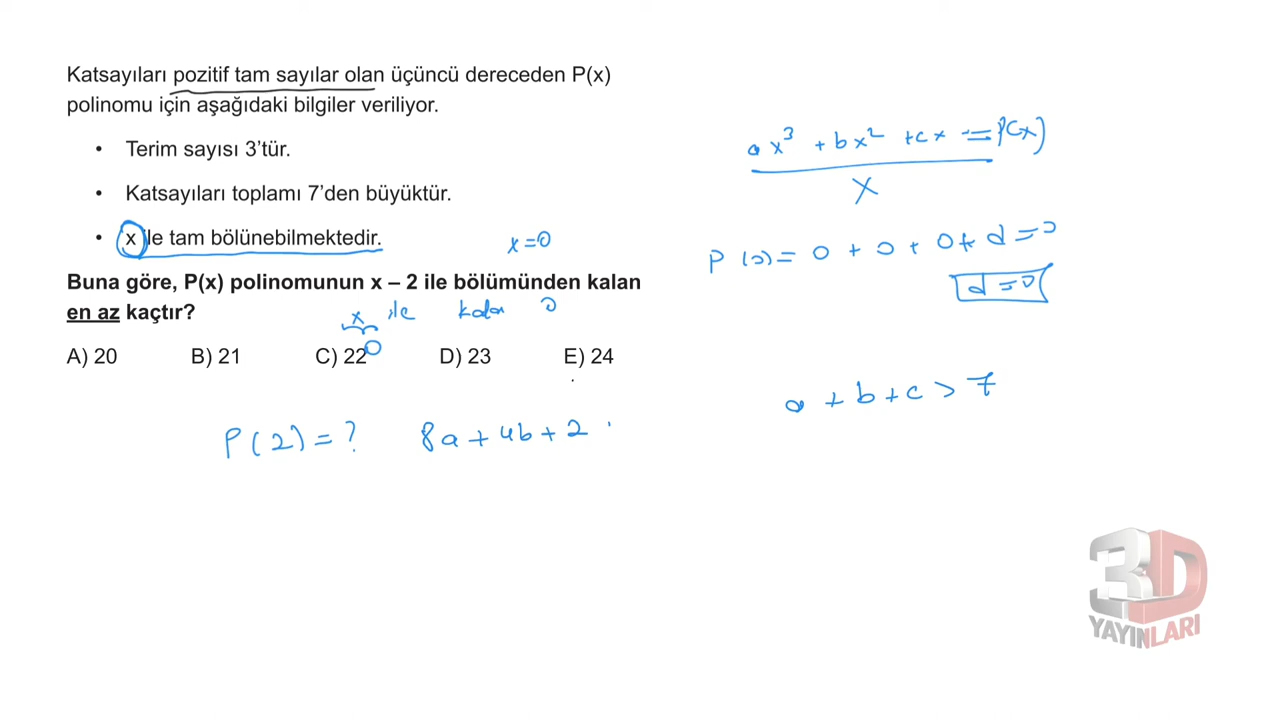 Katsayıları pozitif tam sayılar olan üçüncü dereceden P(x)
polinomu için aşağıdaki bilgiler veriliyor.
• Terim sayısı 3'tür.
• Katsayıları toplamı 7'den büyüktür.
• x ile tam bölünebilmektedir.
x = 0
Buna göre, P(x) polinomunun x – 2 ile bölümünden kalan
en az kaçtır?
x ile kalan 0
0
A) 20 B) 21 C) 22 D) 23 E) 24
P(2) = ? 8a + 4b + 2
ax³ + bx² + cx = P(x)
x
P(0) = 0 + 0 + 0 + d = 0
d = 0
a + b + c > 7
3D
YAYINLARI